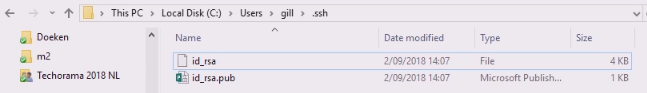 This PC > Local Disk (C:) > Users > gill > .ssh
Doeken
m2
Techorama 2018 NL
Name Date modified Type Size
id_rsa 2/09/2018 14:07 File 4 KB
id_rsa.pub 2/09/2018 14:07 Microsoft Publish... 1 KB